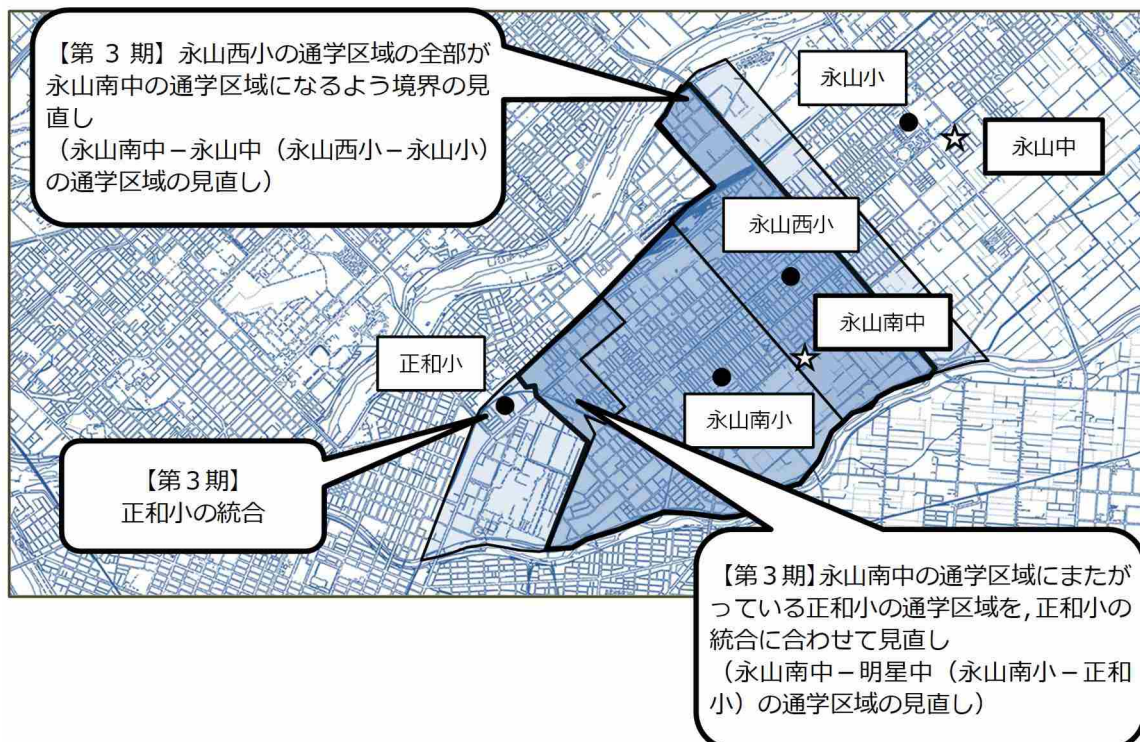 【第 3 期】永山西小の通学区域の全部が
永山南中の通学区域になるよう境界の見
直し
(永山南中－永山中(永山西小－永山小)
の通学区域の見直し)
永山小
永山中
永山西小
永山南中
正和小
永山南小
【第３期】
正和小の統合
【第３期】永山南中の通学区域にまたが
っている正和小の通学区域を,正和小の
統合に合わせて見直し
(永山南中－明星中(永山南小－正和
小)の通学区域の見直し)